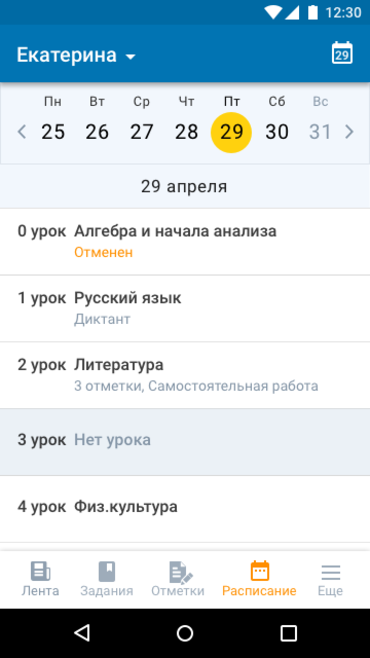 12:30
Екатерина
29
Пн Вт Ср Чт Пт Сб Вс
25 26 27 28 29 30 31
29 апреля
0 урок Алгебра и начала анализа
Отменен
1 урок Русский язык
Диктант
2 урок Литература
3 отметки, Самостоятельная работа
3 урок Нет урока
4 урок Физ.культура
Лента Задания Отметки Расписание Еще